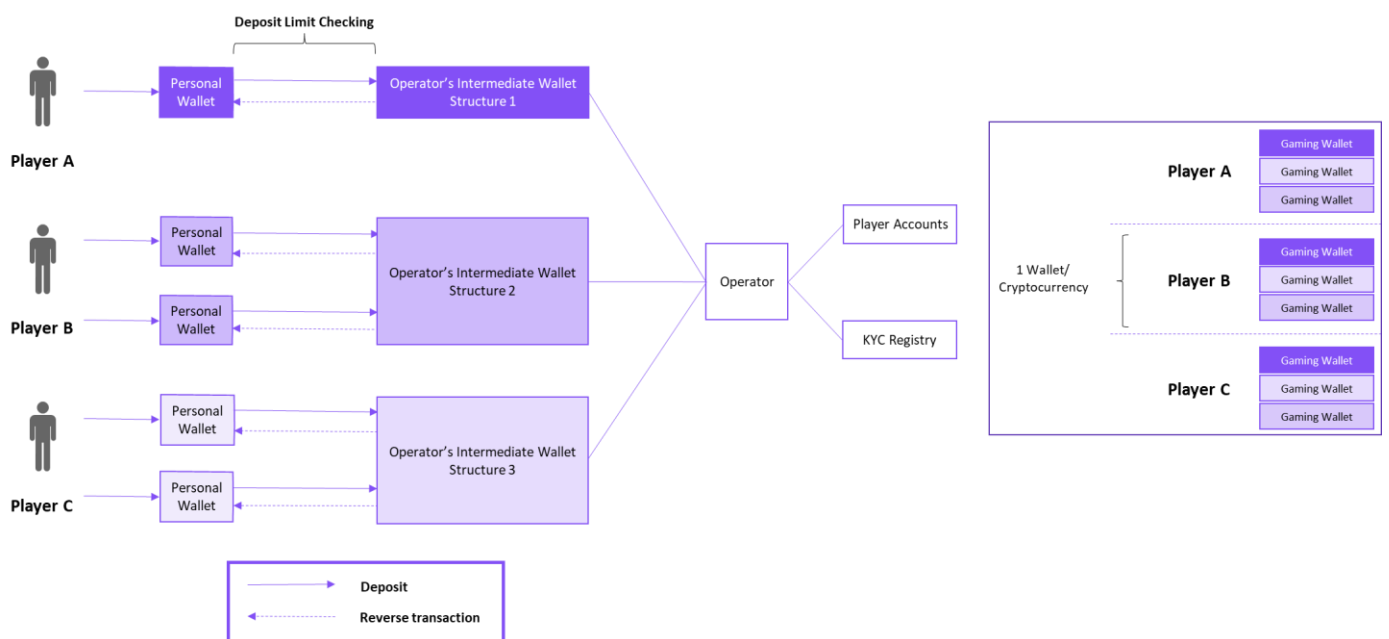 Deposit Limit Checking
Personal
Wallet
Operator's Intermediate Wallet
Structure 1
Player A
Personal
Wallet
Personal
Wallet
Operator's Intermediate Wallet
Structure 2
Player B
Personal
Wallet
Personal
Wallet
Operator's Intermediate Wallet
Structure 3
Player C
Operator
Player Accounts
KYC Registry
1 Wallet/
Cryptocurrency
Player A
Gaming Wallet
Gaming Wallet
Gaming Wallet
Player B
Gaming Wallet
Gaming Wallet
Gaming Wallet
Player C
Gaming Wallet
Gaming Wallet
Gaming Wallet
Deposit
Reverse transaction